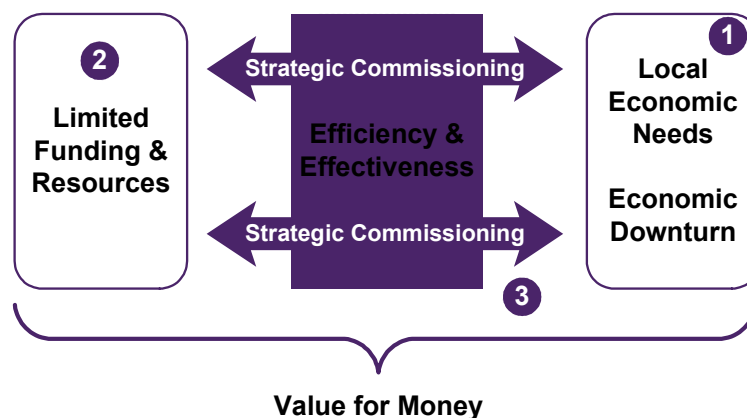 2
Limited
Funding &
Resources
Strategic Commissioning
Efficiency &
Effectiveness
Strategic Commissioning
3
1
Local
Economic
Needs
Economic
Downturn
Value for Money